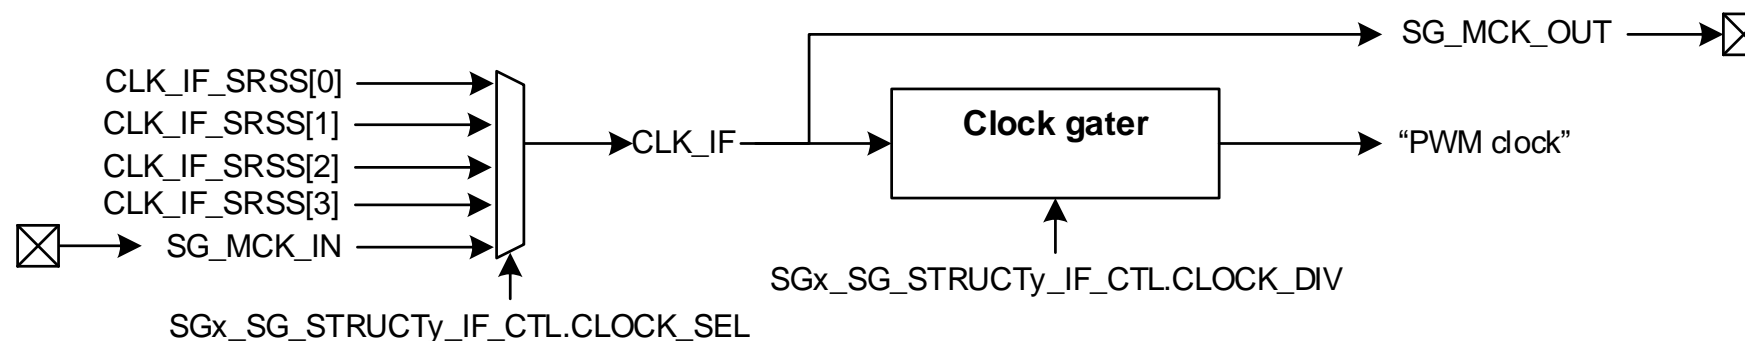 SG_MCK_OUT
CLK_IF_SRSS[0]
CLK_IF_SRSS[1]
Clock gater
CLK_IF
“PWM clock”
CLK_IF_SRSS[2]
CLK_IF_SRSS[3]
SG_MCK_IN
SGx_SG_STRUCTy_IF_CTL.CLOCK_DIV
SGx_SG_STRUCTy_IF_CTL.CLOCK_SEL